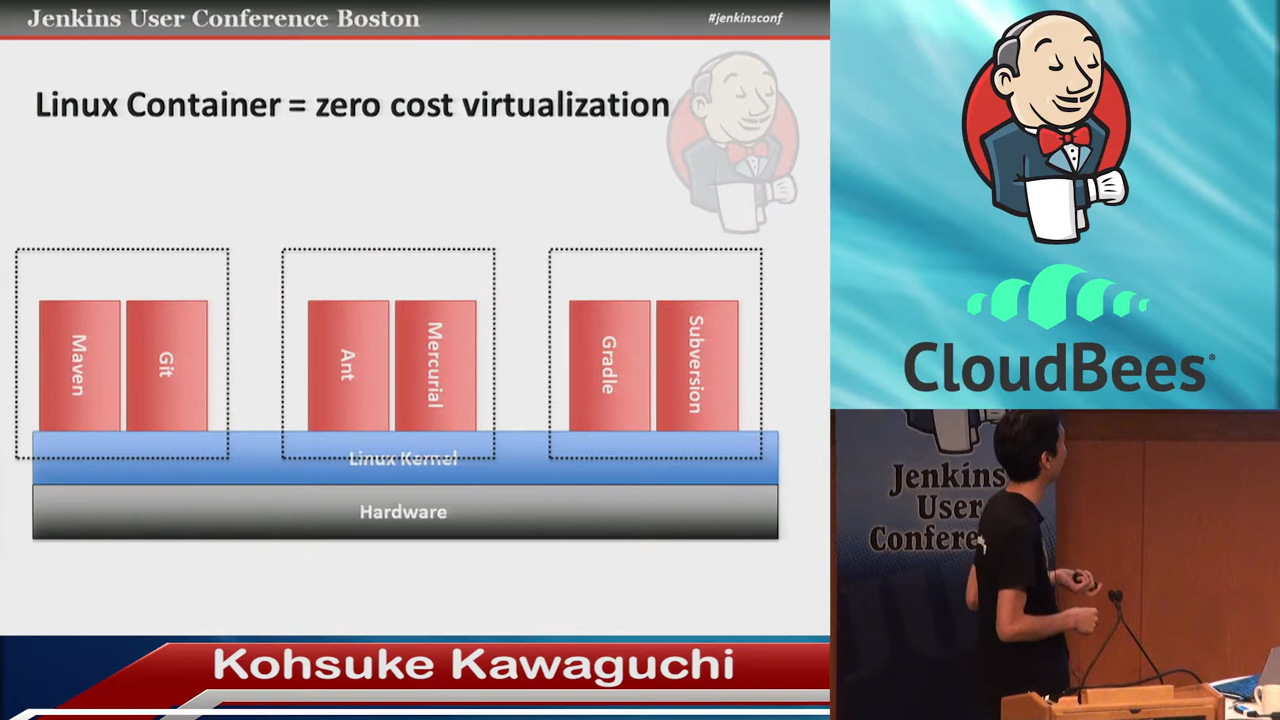 Jenkins User Conference Boston
#jenkinsconf
Linux Container = zero cost virtualization
Maven
Git
Ant
Mercurial
Gradle
Subversion
Linux Kernel
Hardware
Kohsuke Kawaguchi
CloudBees
Jenkins
User
Conference